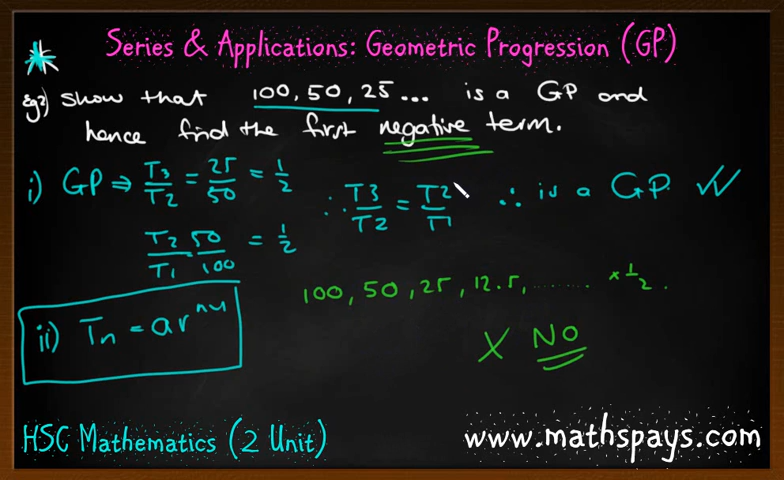 Series & Applications: Geometric Progression (GP)
Eg2) Show that 100, 50, 25... is a GP and
hence find the first negative term.
i) GP ⇒ T3/T2 = 25/50 = 1/2
∴ T3/T2 = T2/T1 ∴ is a GP
T2/T1 50/100 = 1/2
100, 50, 25, 12.5, ........ × 1/2 .
ii) Tn = ar^n-1
X NO
HSC Mathematics (2 Unit)
www.mathspays.com